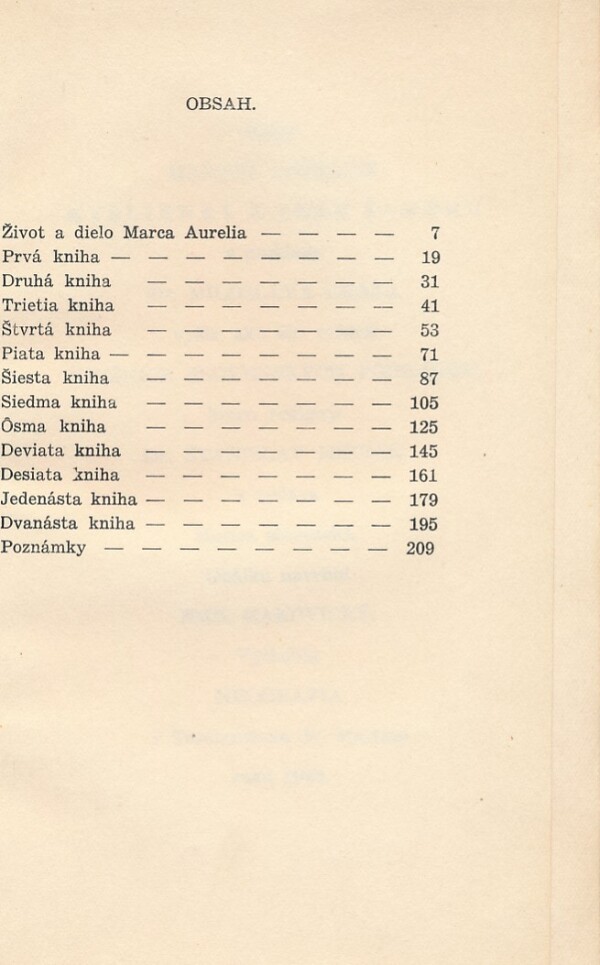 OBSAH.
Život a dielo Marca Aurelia — — — — 7
Prvá kniha — — — — — — — — 19
Druhá kniha — — — — — — — 31
Trietia kniha — — — — — — — 41
Štvrtá kniha — — — — — — — 53
Piata kniha — — — — — — — — 71
Šiesta kniha — — — — — — — 87
Siedma kniha — — — — — — — 105
Ôsma kniha — — — — — — — 125
Deviata kniha — — — — — — — 145
Desiata kniha — — — — — — — 161
Jedenásta kniha — — — — — — — 179
Dvanásta kniha — — — — — — — 195
Poznámky — — — — — — — — 209